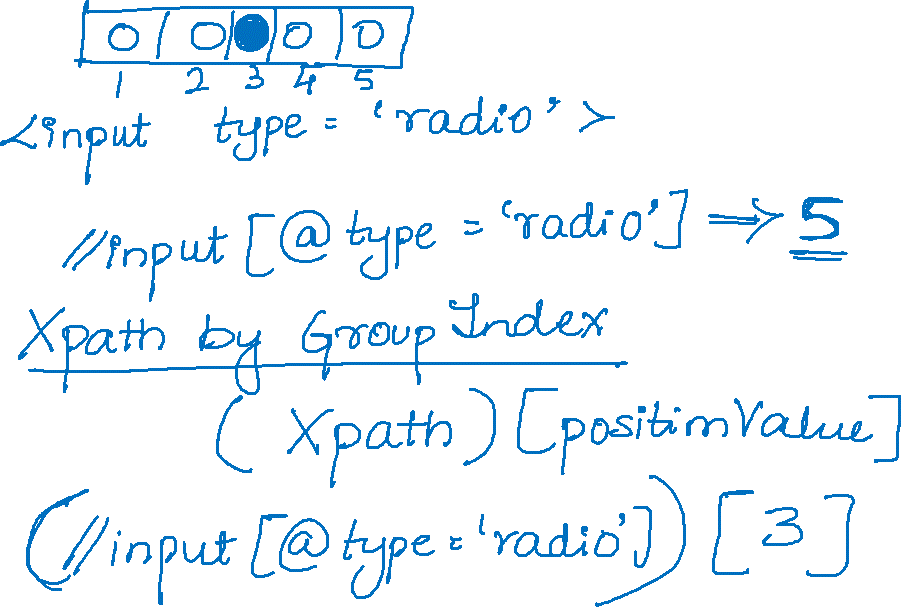 1 2 3 4 5
<input type = 'radio'>
//input [@ type = 'radio'] ⇒ 5
Xpath by Group Index
( Xpath ) [positionValue]
(//input [@ type = 'radio']) [ 3 ]